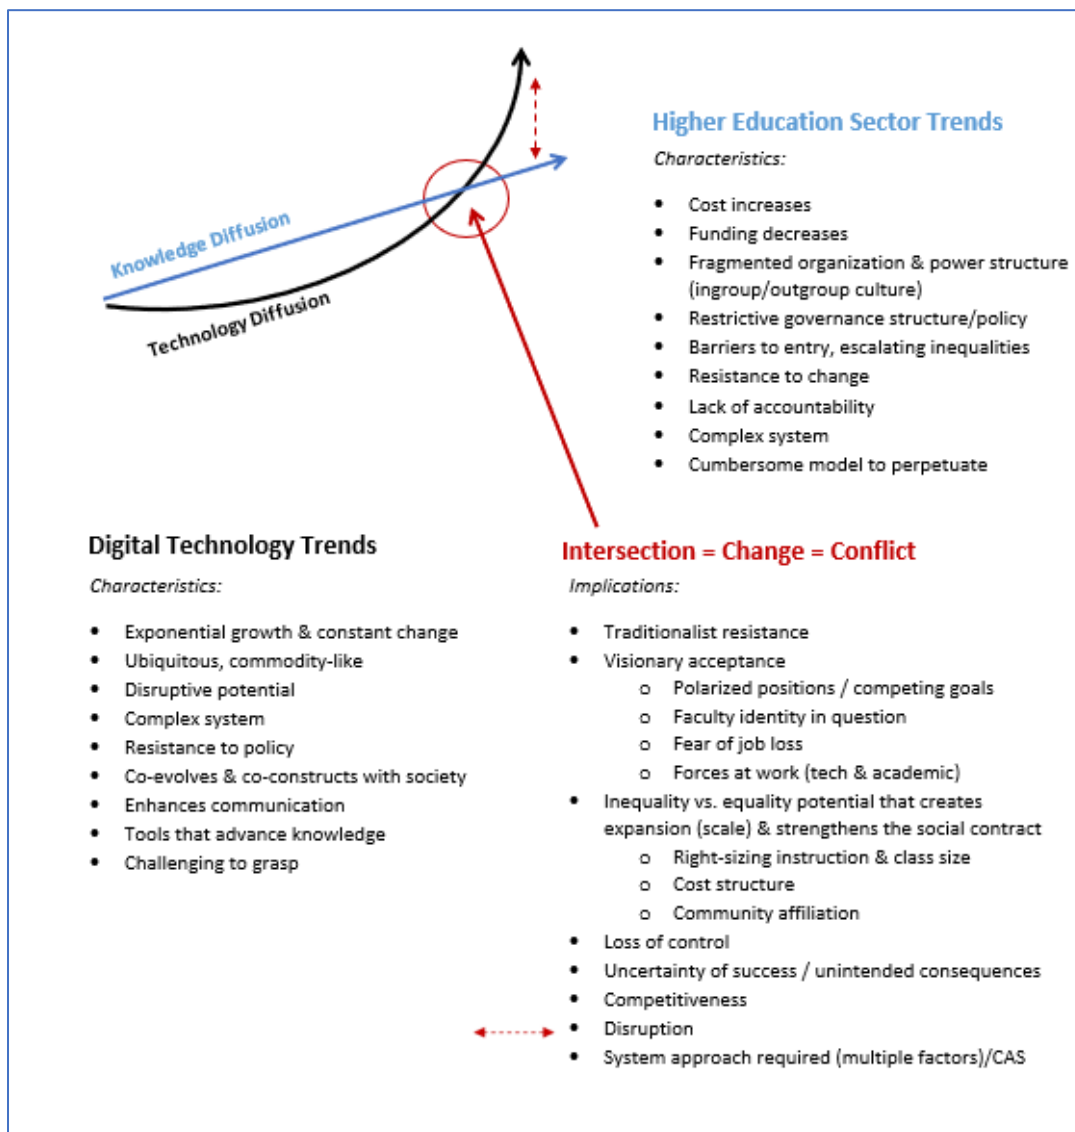 Knowledge Diffusion
Technology Diffusion
Higher Education Sector Trends
Characteristics:
• Cost increases
• Funding decreases
• Fragmented organization & power structure
(ingroup/outgroup culture)
• Restrictive governance structure/policy
• Barriers to entry, escalating inequalities
• Resistance to change
• Lack of accountability
• Complex system
• Cumbersome model to perpetuate
Digital Technology Trends
Characteristics:
• Exponential growth & constant change
• Ubiquitous, commodity-like
• Disruptive potential
• Complex system
• Resistance to policy
• Co-evolves & co-constructs with society
• Enhances communication
• Tools that advance knowledge
• Challenging to grasp
Intersection = Change = Conflict
Implications:
• Traditionalist resistance
• Visionary acceptance
o Polarized positions / competing goals
o Faculty identity in question
o Fear of job loss
o Forces at work (tech & academic)
• Inequality vs. equality potential that creates
expansion (scale) & strengthens the social contract
o Right-sizing instruction & class size
o Cost structure
o Community affiliation
• Loss of control
• Uncertainty of success / unintended consequences
• Competitiveness
• Disruption
• System approach required (multiple factors)/CAS